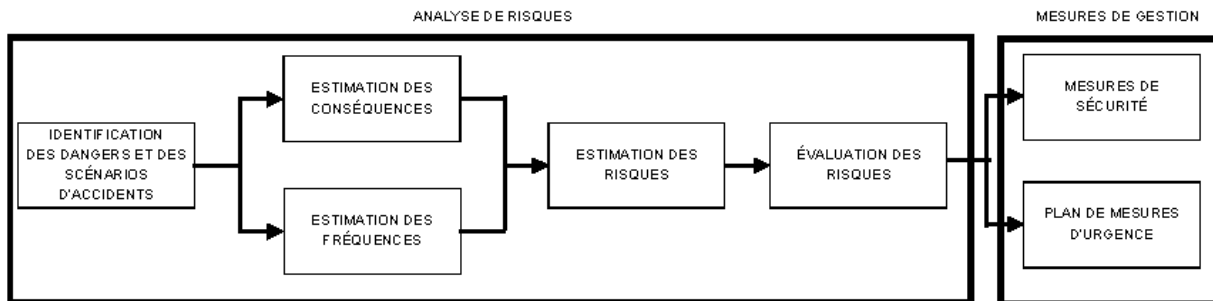 ANALYSE DE RISQUES
MESURES DE GESTION
IDENTIFICATION
DES DANGERS ET DES
SCÉNARIOS
D'ACCIDENTS
ESTIMATION DES
CONSÉQUENCES
ESTIMATION DES
FRÉQUENCES
ESTIMATION DES
RISQUES
ÉVALUATION DES
RISQUES
MESURES DE
SÉCURITÉ
PLAN DE MESURES
D'URGENCE